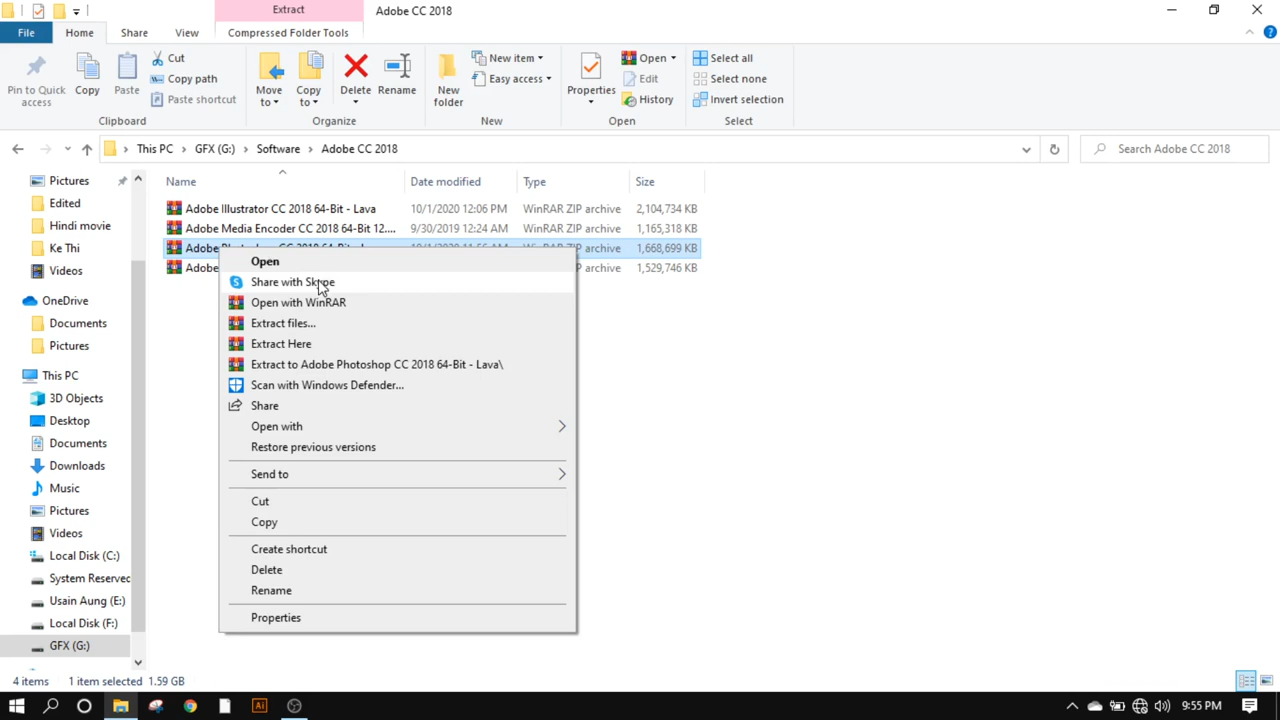 Extract
Adobe CC 2018
File
Home
Share
View
Compressed Folder Tools
Pin to Quick access
Copy
Paste
Cut
Copy path
Paste shortcut
Move to
Copy to
Delete
Rename
New folder
New item
Easy access
Properties
Open
Edit
History
Select all
Select none
Invert selection
Clipboard
Organize
New
Open
Select
This PC
GFX (G:)
Software
Adobe CC 2018
Search Adobe CC 2018
Name
Date modified
Type
Size
Adobe Illustrator CC 2018 64-Bit - Lava 10/1/2020 12:06 PM WinRAR ZIP archive 2,104,734 KB
Adobe Media Encoder CC 2018 64-Bit 12.... 9/30/2019 12:24 AM WinRAR ZIP archive 1,165,318 KB
Adobe Photoshop CC 2018 64-Bit - Lava 10/1/2020 11:56 AM WinRAR ZIP archive 1,668,699 KB
Adobe P archive 1,529,746 KB
Pictures
Edited
Hindi movie
Ke Thi
Videos
OneDrive
Documents
Pictures
This PC
3D Objects
Desktop
Documents
Downloads
Music
Pictures
Videos
Local Disk (C:)
System Reserved
Usain Aung (E:)
Local Disk (F:)
GFX (G:)
Open
Share with Skype
Open with WinRAR
Extract files...
Extract Here
Extract to Adobe Photoshop CC 2018 64-Bit - Lava\
Scan with Windows Defender...
Share
Open with
Restore previous versions
Send to
Cut
Copy
Create shortcut
Delete
Rename
Properties
4 items
1 item selected 1.59 GB
Ai
9:55 PM